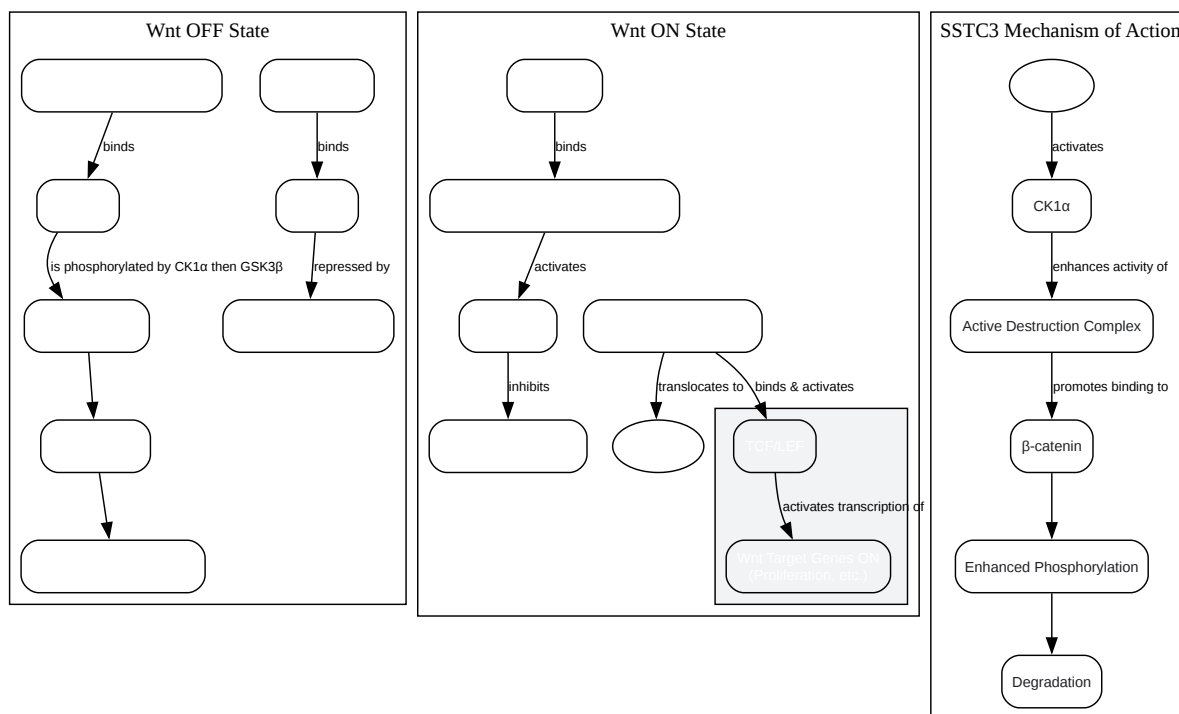 Wnt OFF State
binds
binds
is phosphorylated by CK1α then GSK3β
repressed by
Wnt ON State
binds
activates
inhibits
translocates to
binds & activates
TCF/LEF
activates transcription of
Wnt Target Genes ON
(Proliferation, etc.)
SSTC3 Mechanism of Action
activates
CK1α
enhances activity of
Active Destruction Complex
promotes binding to
β-catenin
Enhanced Phosphorylation
Degradation